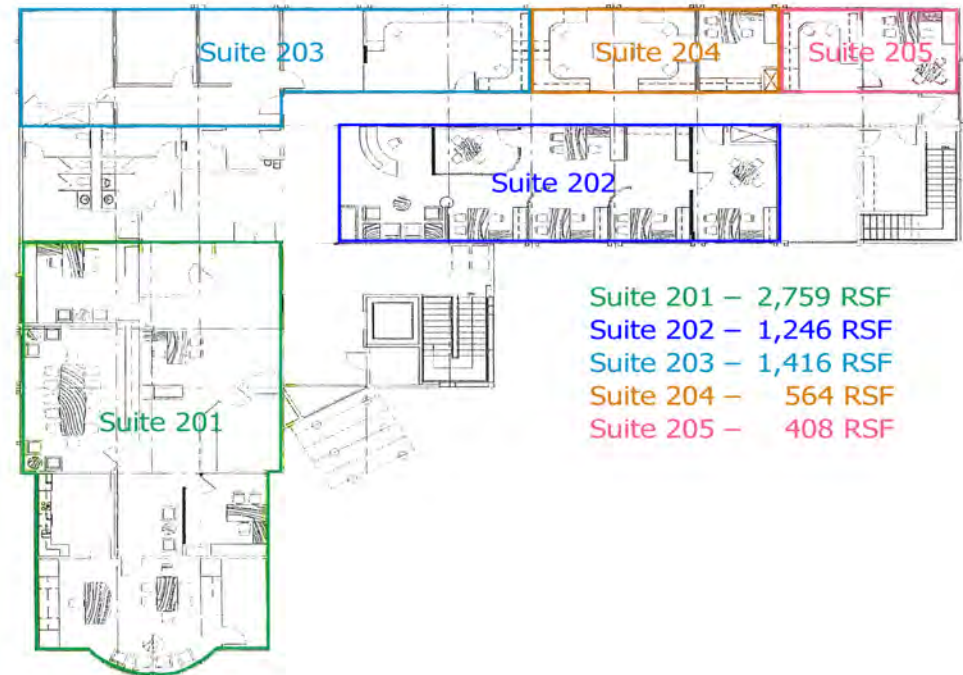 Suite 203
Suite 204
Suite 205
Suite 202
Suite 201 – 2,759 RSF
Suite 202 – 1,246 RSF
Suite 203 – 1,416 RSF
Suite 204 – 564 RSF
Suite 205 – 408 RSF
Suite 201